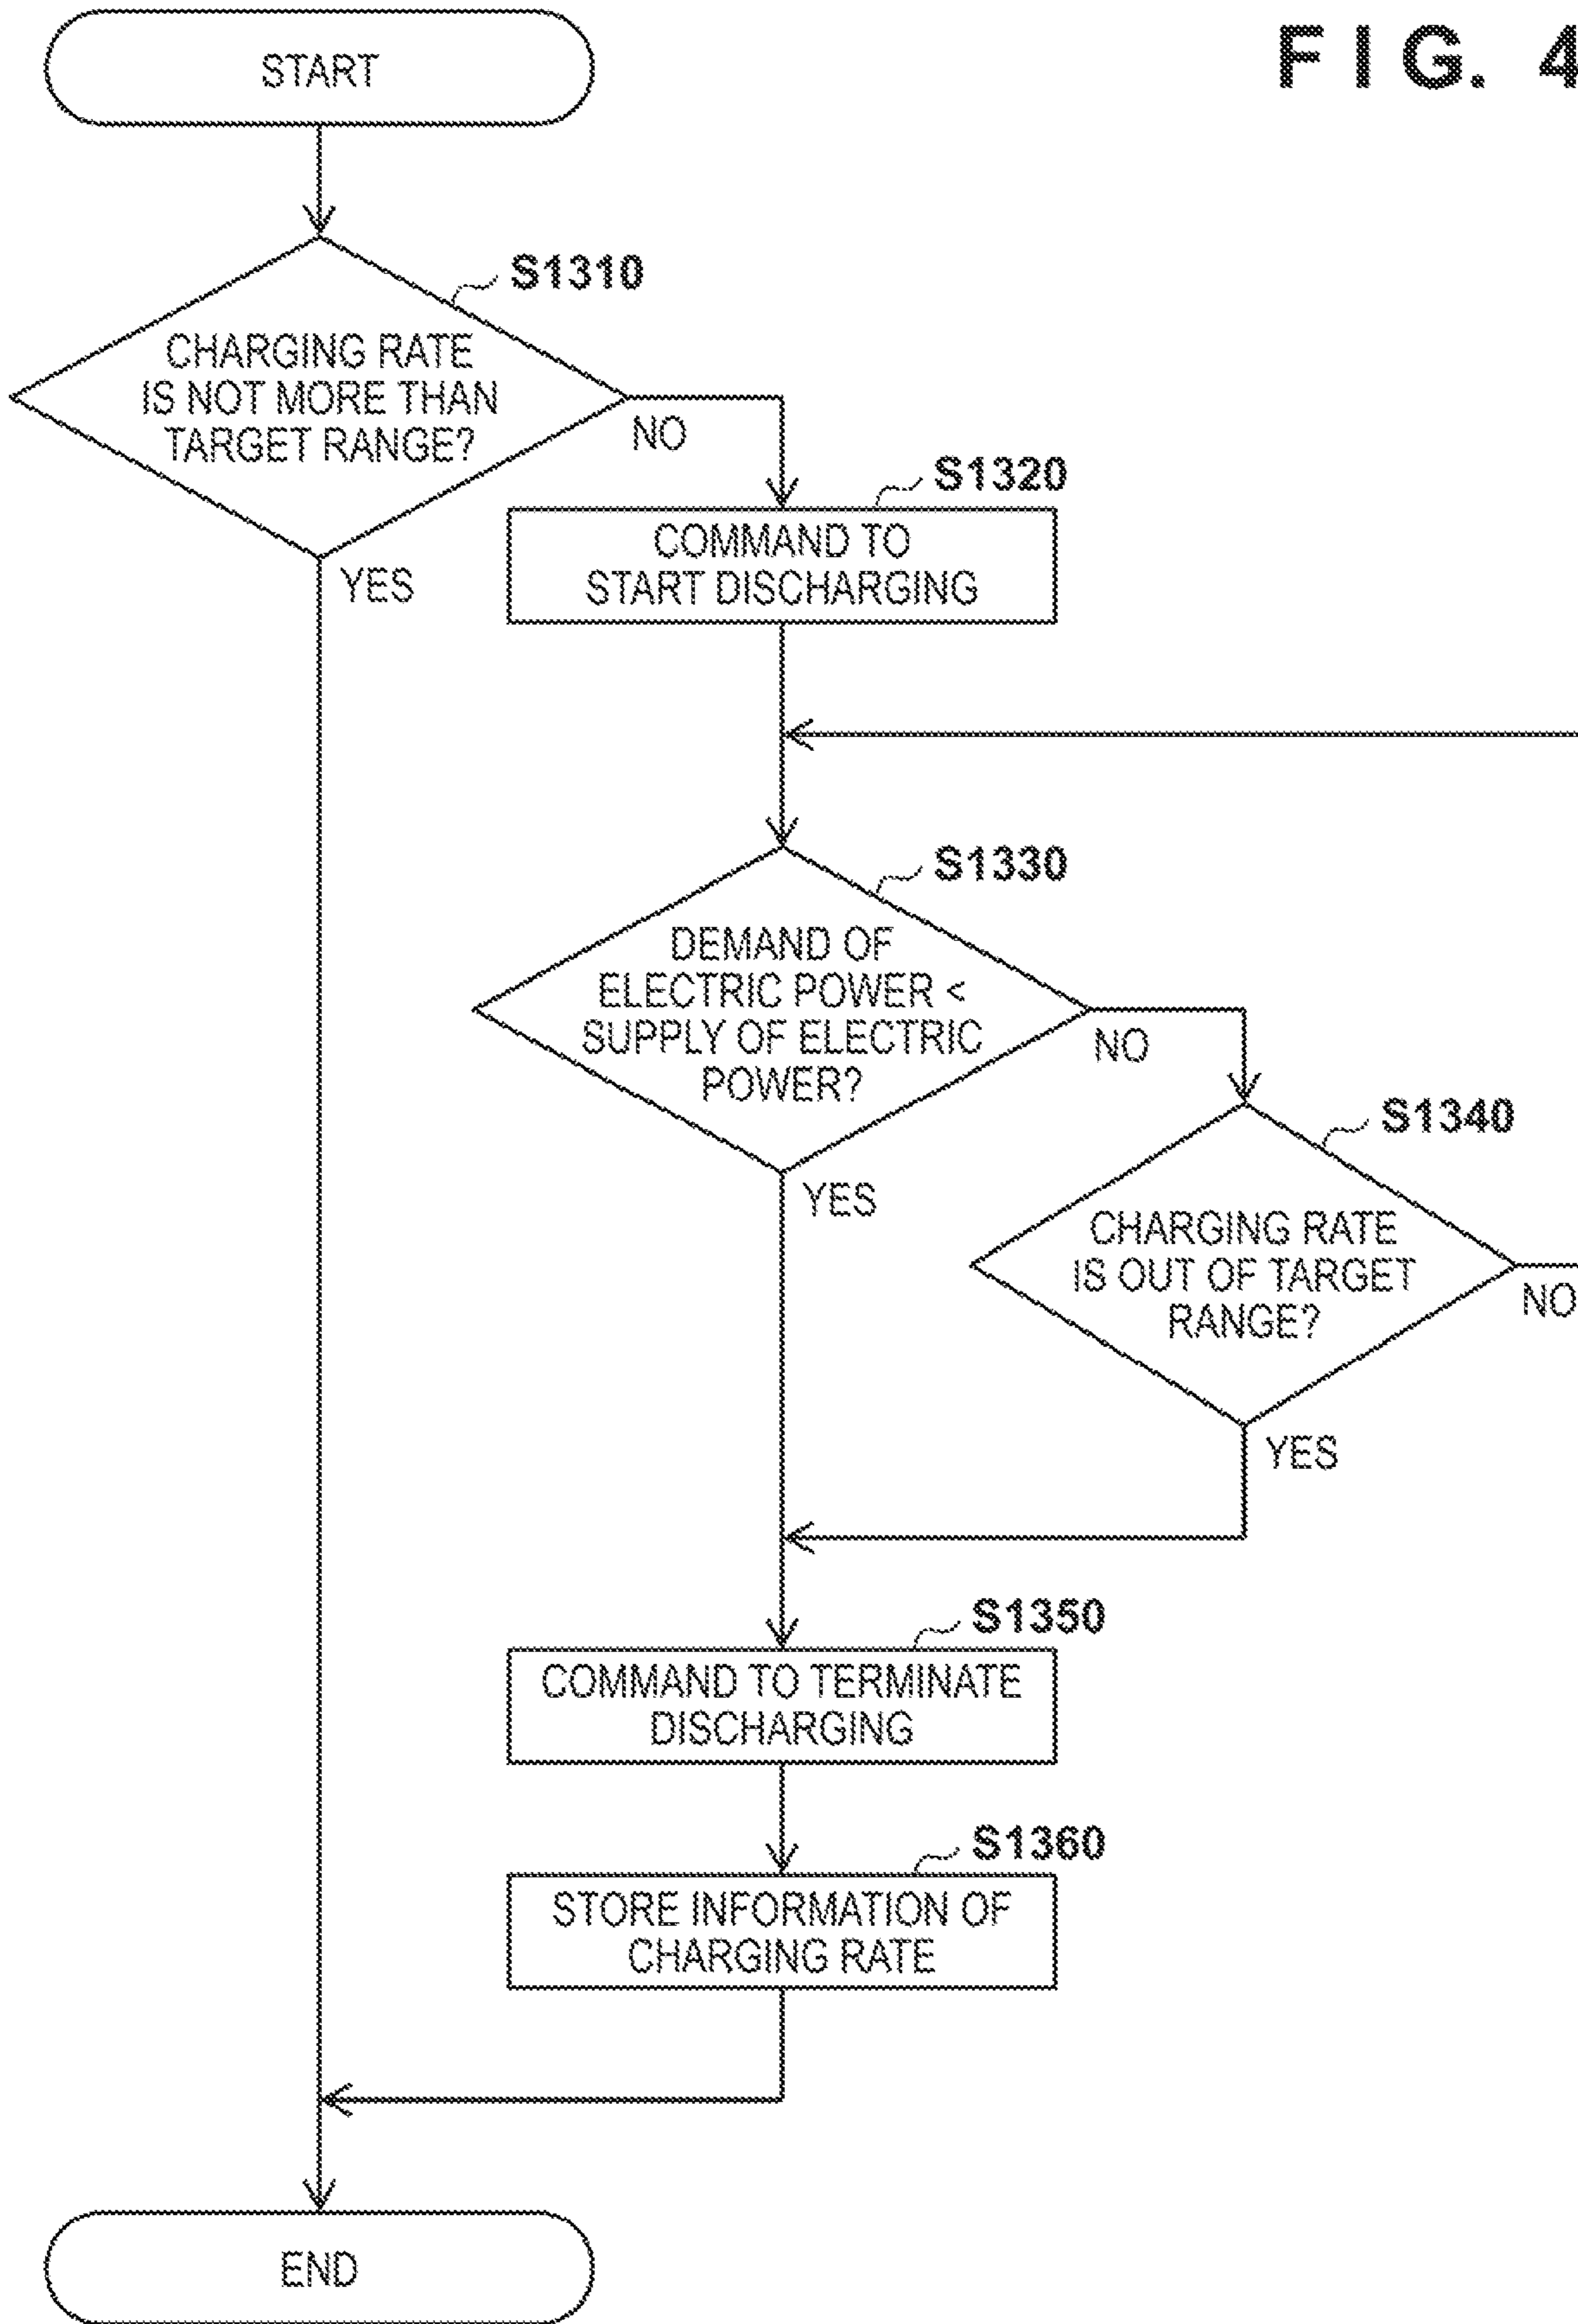 FIG. 4
START
S1310
CHARGING RATE
IS NOT MORE THAN
TARGET RANGE?
NO
YES
S1320
COMMAND TO
START DISCHARGING
S1330
DEMAND OF
ELECTRIC POWER <
SUPPLY OF ELECTRIC
POWER?
NO
YES
S1340
CHARGING RATE
IS OUT OF TARGET
RANGE?
NO
YES
S1350
COMMAND TO TERMINATE
DISCHARGING
S1360
STORE INFORMATION OF
CHARGING RATE
END